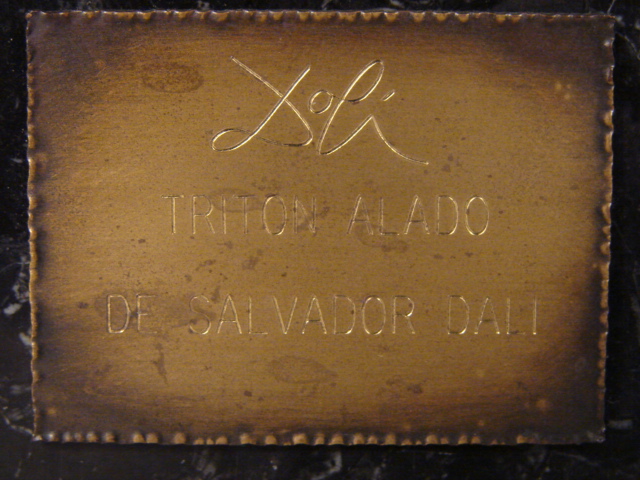 Dalí
TRITON ALADO
DE SALVADOR DALI